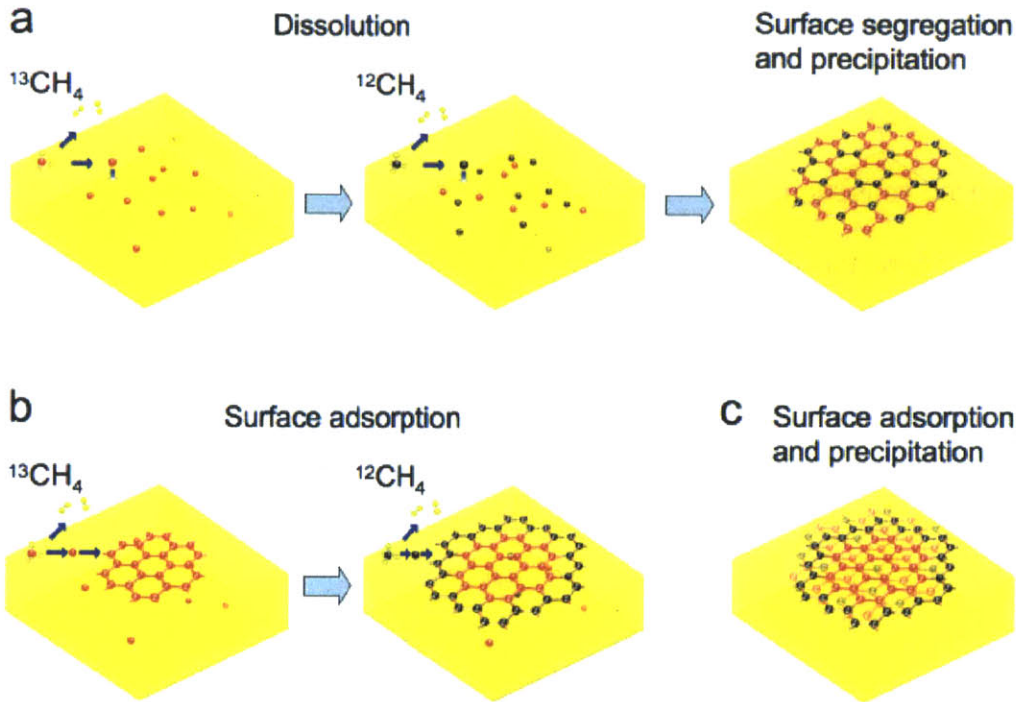 a
Dissolution
Surface segregation
and precipitation
¹³CH₄
¹²CH₄
b
Surface adsorption
c
Surface adsorption
and precipitation
¹³CH₄
¹²CH₄